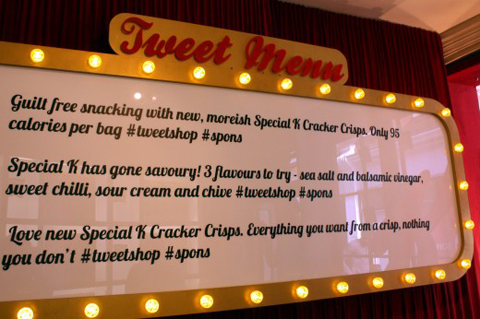 Tweet Menu
Guilt free snacking with new, moreish Special K Cracker Crisps. Only 95
calories per bag #tweetshop #spons
Special K has gone savoury! 3 flavours to try - sea salt and balsamic vinegar,
sweet chilli, sour cream and chive #tweetshop #spons
Love new Special K Cracker Crisps. Everything you want from a crisp, nothing
you don't #tweetshop #spons